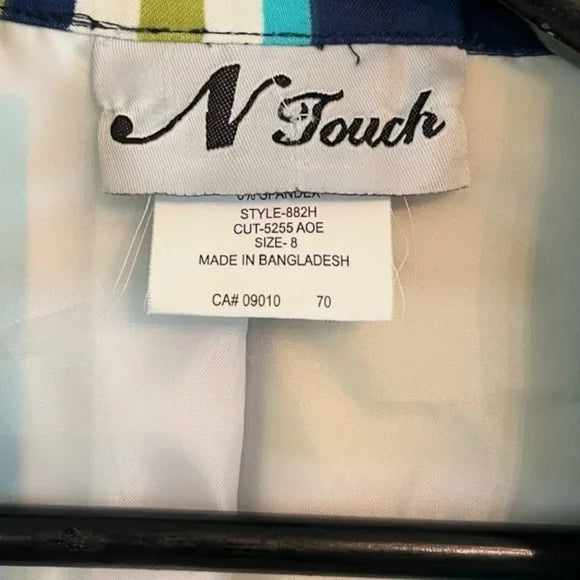 N Touch
STYLE-882H
CUT-5255 AOE
SIZE- 8
MADE IN BANGLADESH
CA# 09010 70